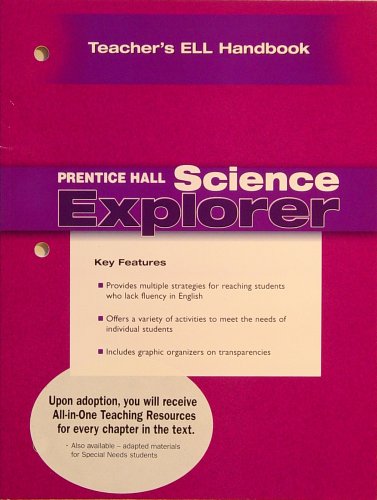 Teacher's ELL Handbook
PRENTICE HALL Science
Explorer
Key Features
■ Provides multiple strategies for reaching students
who lack fluency in English
■ Offers a variety of activities to meet the needs of
individual students
■ Includes graphic organizers on transparencies
Upon adoption, you will receive
All-in-One Teaching Resources
for every chapter in the text.
• Also available – adapted materials
for Special Needs students